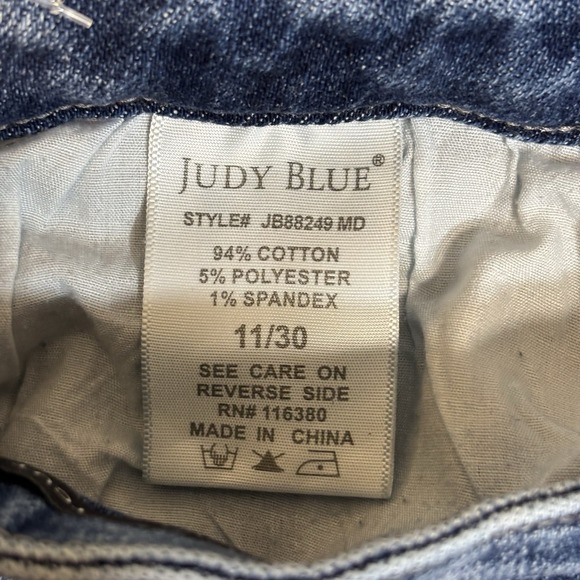 JUDY BLUE®
STYLE# JB88249 MD
94% COTTON
5% POLYESTER
1% SPANDEX
11/30
SEE CARE ON
REVERSE SIDE
RN# 116380
MADE IN CHINA